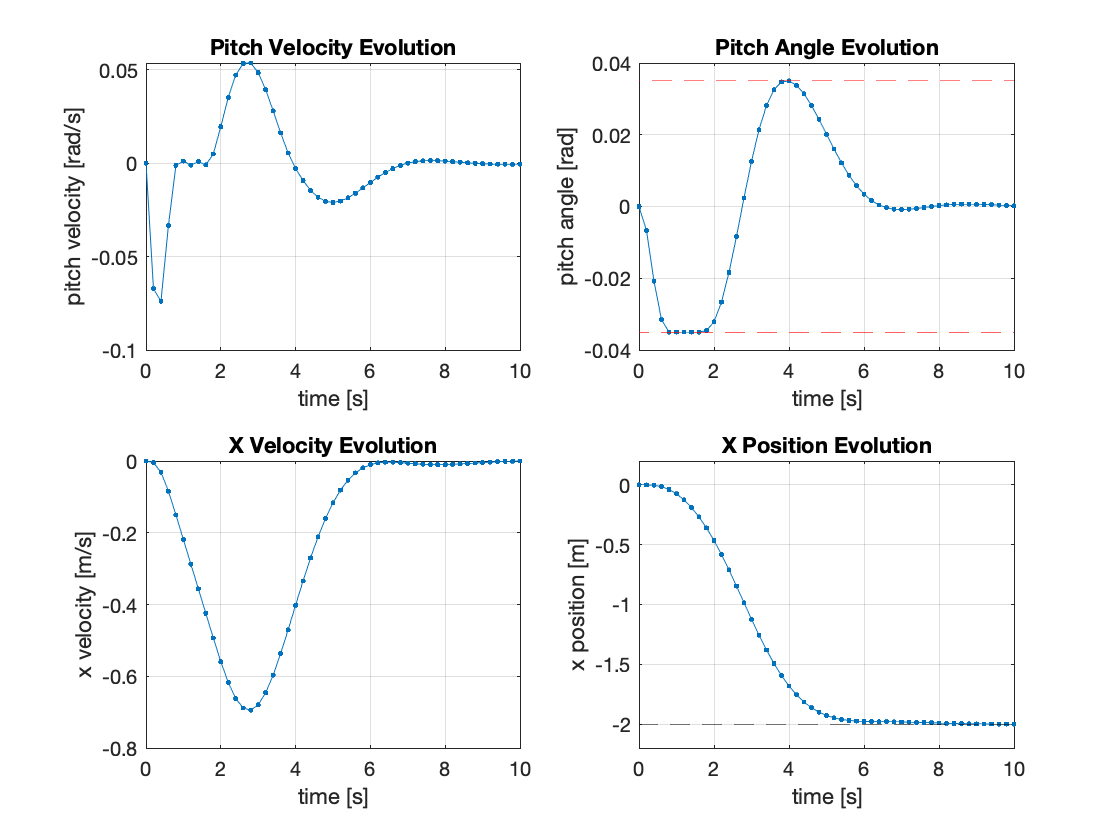 Pitch Velocity Evolution
pitch velocity [rad/s]
0.05
0
-0.05
-0.1
0 2 4 6 8 10
time [s]
Pitch Angle Evolution
pitch angle [rad]
0.04
0.02
0
-0.02
-0.04
0 2 4 6 8 10
time [s]
X Velocity Evolution
x velocity [m/s]
0
-0.2
-0.4
-0.6
-0.8
0 2 4 6 8 10
time [s]
X Position Evolution
x position [m]
0
-0.5
-1
-1.5
-2
0 2 4 6 8 10
time [s]